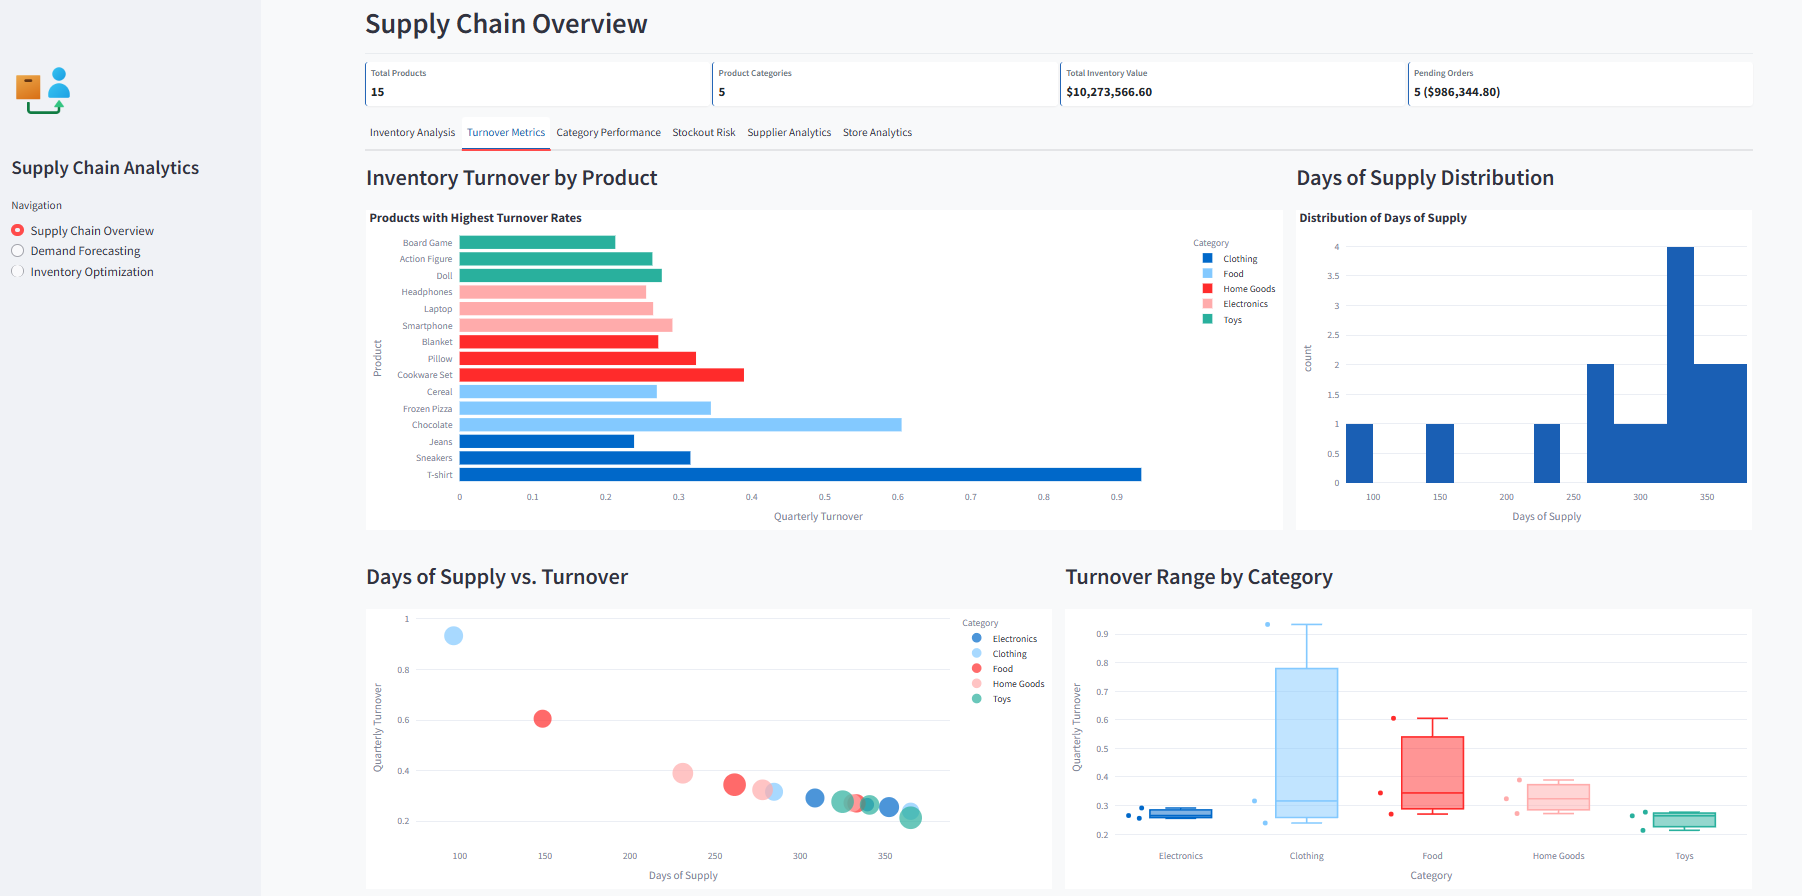 Supply Chain Analytics
Navigation
Supply Chain Overview
Demand Forecasting
Inventory Optimization
Supply Chain Overview
Total Products
15
Product Categories
5
Total Inventory Value
$10,273,566.60
Pending Orders
5 ($986,344.80)
Inventory Analysis Turnover Metrics Category Performance Stockout Risk Supplier Analytics Store Analytics
Inventory Turnover by Product
Products with Highest Turnover Rates
Product
Board Game
Action Figure
Doll
Headphones
Laptop
Smartphone
Blanket
Pillow
Cookware Set
Cereal
Frozen Pizza
Chocolate
Jeans
Sneakers
T-shirt
0 0.1 0.2 0.3 0.4 0.5 0.6 0.7 0.8 0.9
Quarterly Turnover
Category
Clothing
Food
Home Goods
Electronics
Toys
Days of Supply Distribution
Distribution of Days of Supply
count
4
3.5
3
2.5
2
1.5
1
0.5
0
100 150 200 250 300 350
Days of Supply
Days of Supply vs. Turnover
Quarterly Turnover
1
0.8
0.6
0.4
0.2
100 150 200 250 300 350
Days of Supply
Category
Electronics
Clothing
Food
Home Goods
Toys
Turnover Range by Category
Quarterly Turnover
0.9
0.8
0.7
0.6
0.5
0.4
0.3
0.2
Electronics Clothing Food Home Goods Toys
Category